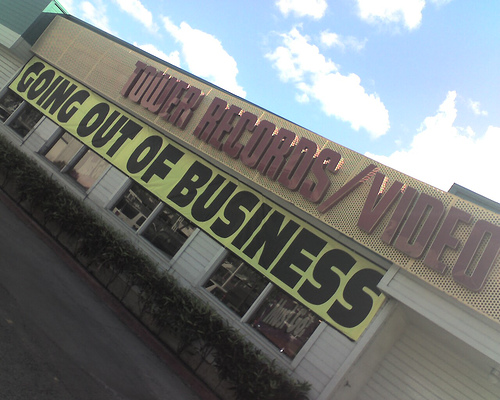 TOWER RECORDS/VIDEO
GOING OUT OF BUSINESS